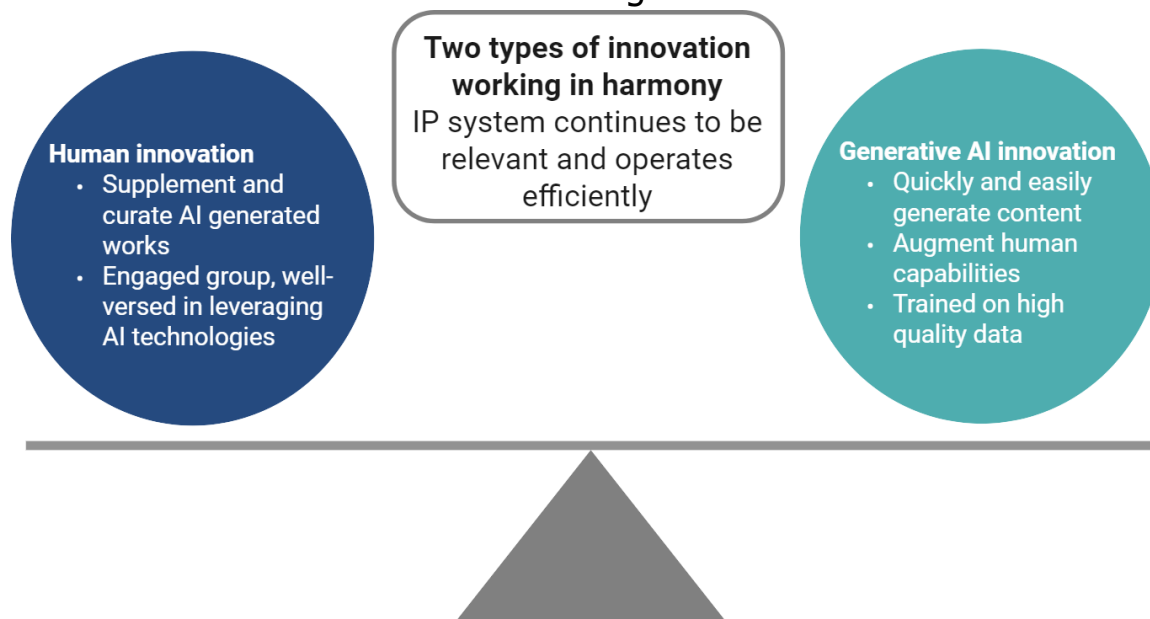 Two types of innovation
working in harmony
IP system continues to be
relevant and operates
efficiently
Human innovation
• Supplement and
curate AI generated
works
• Engaged group, well-
versed in leveraging
AI technologies
Generative AI innovation
• Quickly and easily
generate content
• Augment human
capabilities
• Trained on high
quality data